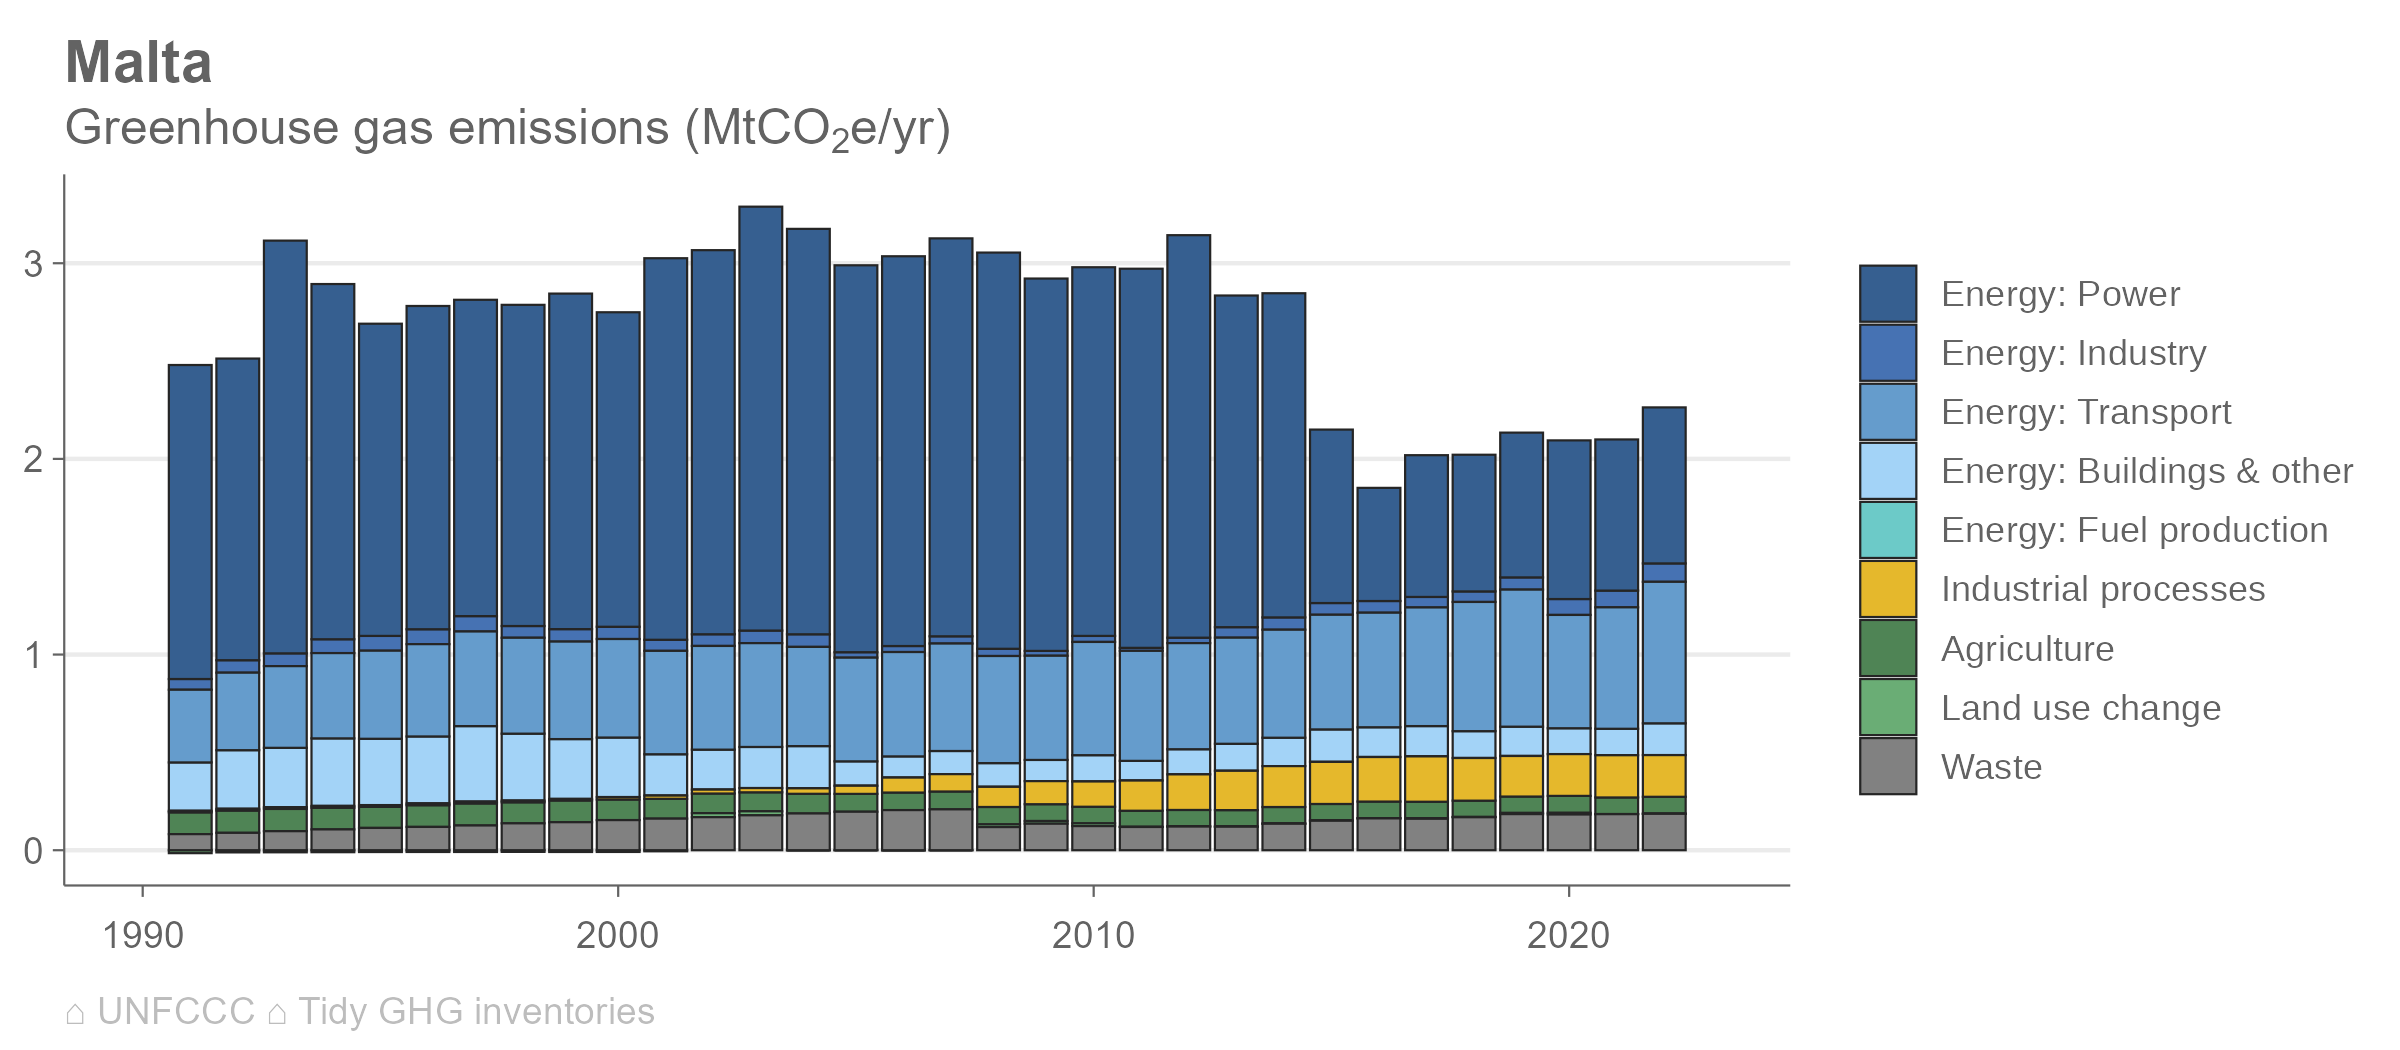 Malta
Greenhouse gas emissions (MtCO₂e/yr)
3
2
1
0
1990 2000 2010 2020
Energy: Power
Energy: Industry
Energy: Transport
Energy: Buildings & other
Energy: Fuel production
Industrial processes
Agriculture
Land use change
Waste
⌂ UNFCCC ⌂ Tidy GHG inventories